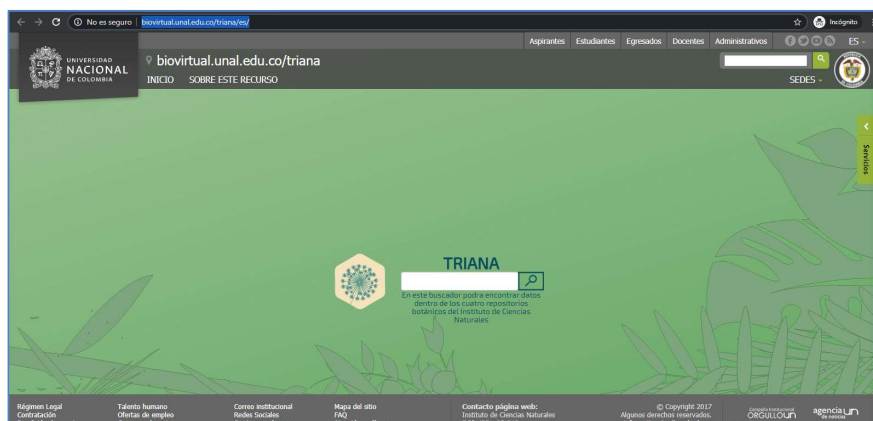 No es seguro | biovirtual.unal.edu.co/triana/es/
Incógnito
Aspirantes Estudiantes Egresados Docentes Administrativos ES
UNIVERSIDAD
NACIONAL
DE COLOMBIA
biovirtual.unal.edu.co/triana
INICIO SOBRE ESTE RECURSO
SEDES
Servicios
TRIANA
En este buscador podra encontrar datos
dentro de los cuatro repositorios
botánicos del Instituto de Ciencias
Naturales
Régimen Legal Talento humano Correo institucional Mapa del sitio Contacto página web: © Copyright 2017
Contratación Ofertas de empleo Redes Sociales FAQ Instituto de Ciencias Naturales Algunos derechos reservados.
ORGULLOUN
agencia un
de noticias